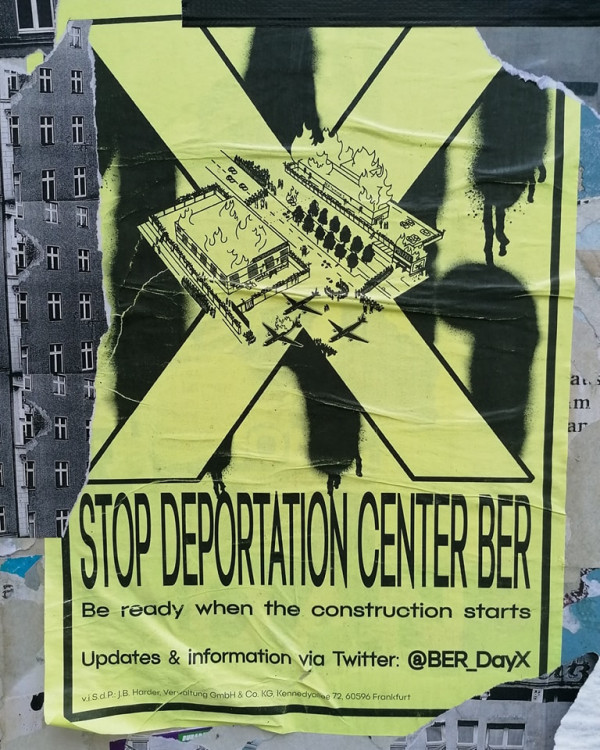 STOP DEPORTATION CENTER BER
Be ready when the construction starts
Updates & information via Twitter: @BER_DayX
v.i.S.d.P.: J.B. Harder, Verwaltung GmbH & Co. KG, Kennedyallee 72, 60596 Frankfurt